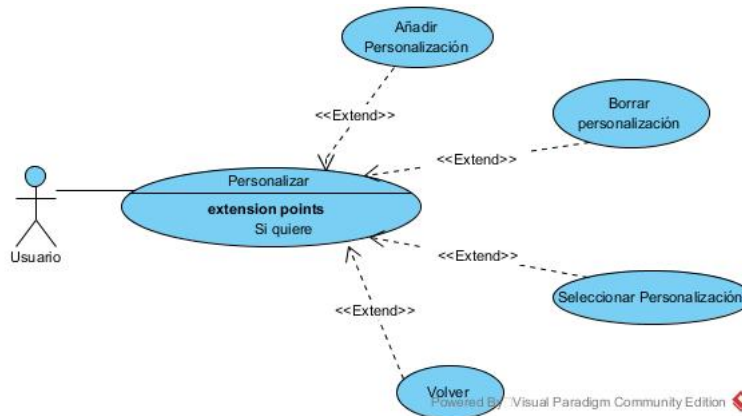 Añadir
Personalización
<<Extend>>
Borrar
personalización
<<Extend>>
Personalizar
extension points
Si quiere
Usuario
<<Extend>>
Seleccionar Personalización
<<Extend>>
Volver
Powered By Visual Paradigm Community Edition